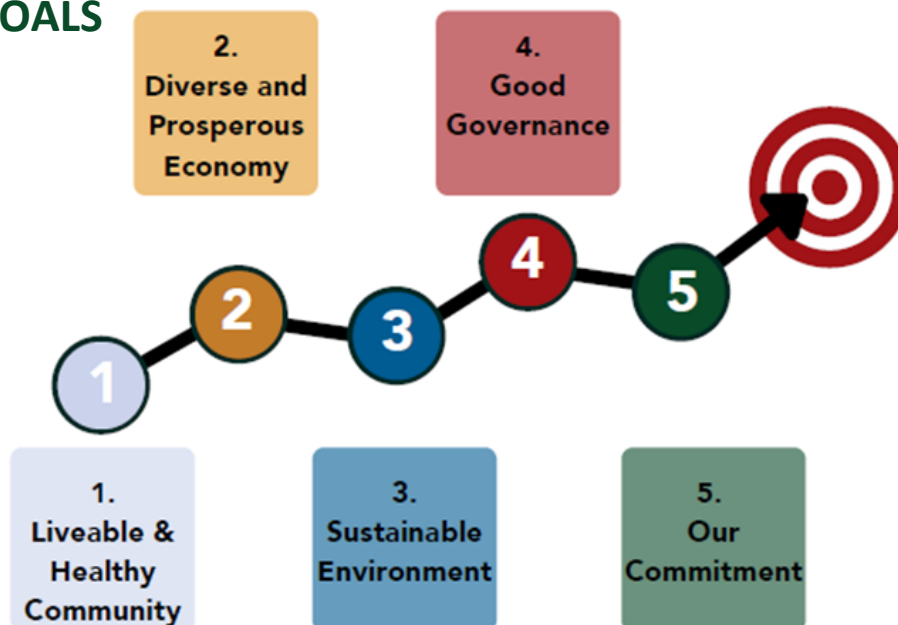 OALS
2.
Diverse and
Prosperous
Economy
4.
Good
Governance
1
2
3
4
5
1.
Liveable &
Healthy
Community
3.
Sustainable
Environment
5.
Our
Commitment